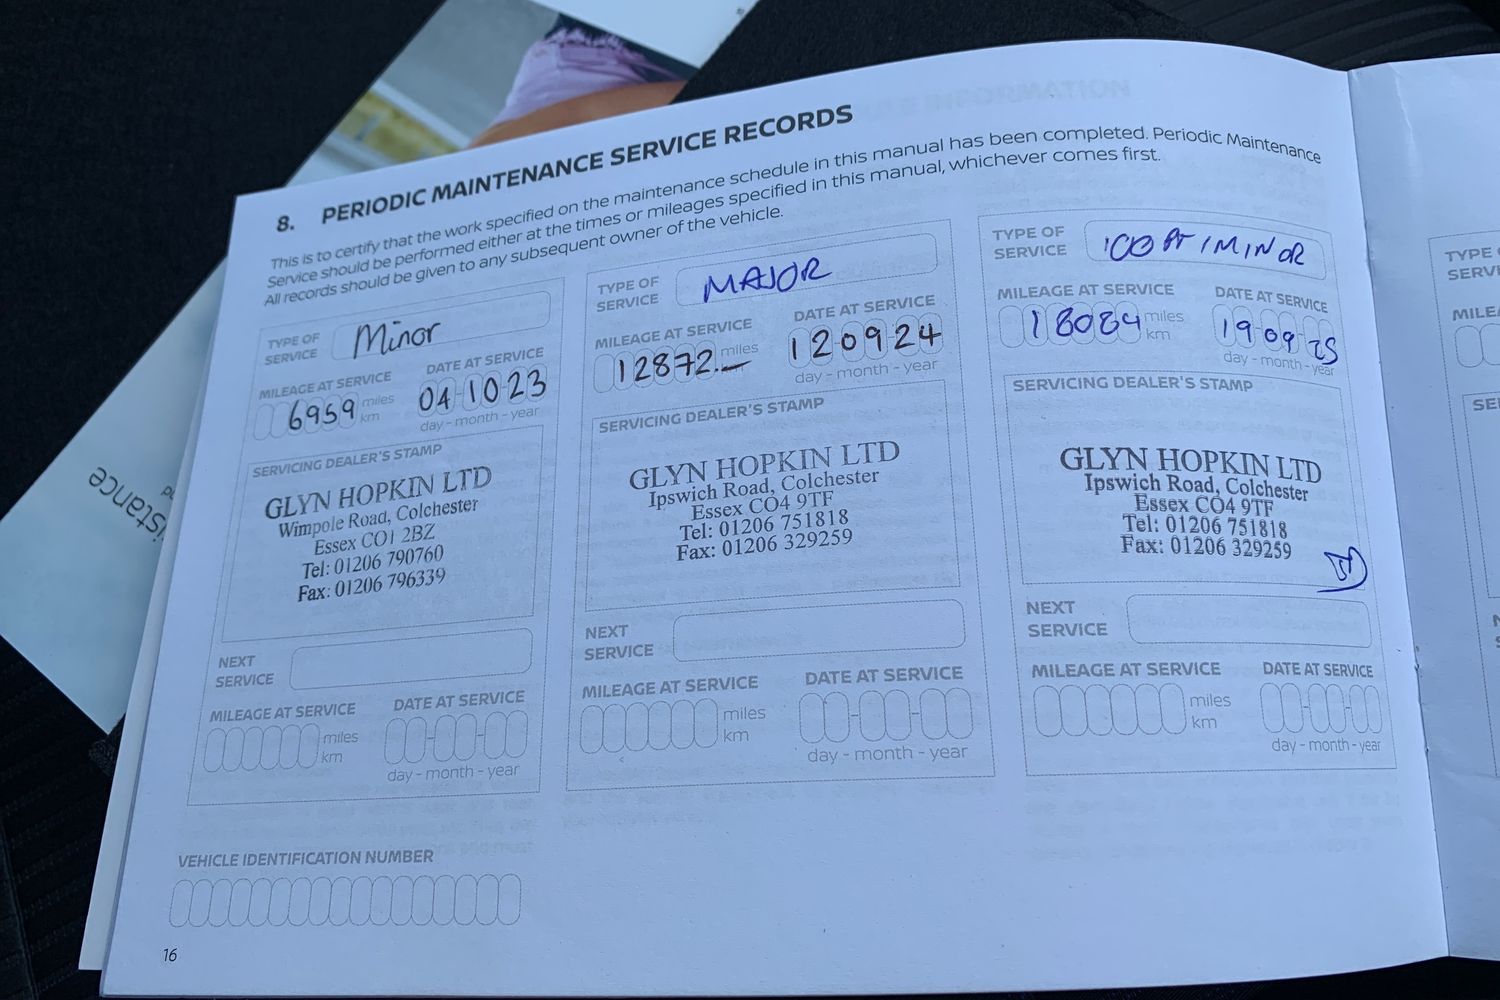 8. PERIODIC MAINTENANCE SERVICE RECORDS
This is to certify that the work specified on the maintenance schedule in this manual has been completed. Periodic Maintenance
Service should be performed either at the times or mileages specified in this manual, whichever comes first.
All records should be given to any subsequent owner of the vehicle.
TYPE OF
SERVICE
Minor
MILEAGE AT SERVICE
6959 miles
km
DATE AT SERVICE
04-10-23
day - month - year
SERVICING DEALER'S STAMP
GLYN HOPKIN LTD
Wimpole Road, Colchester
Essex CO1 2BZ
Tel: 01206 790760
Fax: 01206 796339
NEXT
SERVICE
MILEAGE AT SERVICE
miles
km
DATE AT SERVICE
day - month - year
TYPE OF
SERVICE
MAJOR
MILEAGE AT SERVICE
12872 miles
DATE AT SERVICE
120924
day - month - year
SERVICING DEALER'S STAMP
GLYN HOPKIN LTD
Ipswich Road, Colchester
Essex CO4 9TF
Tel: 01206 751818
Fax: 01206 329259
NEXT
SERVICE
MILEAGE AT SERVICE
miles
km
DATE AT SERVICE
day - month - year
TYPE OF
SERVICE
MINOR
MILEAGE AT SERVICE
18084 miles
km
DATE AT SERVICE
190925
day - month - year
SERVICING DEALER'S STAMP
GLYN HOPKIN LTD
Ipswich Road, Colchester
Essex CO4 9TF
Tel: 01206 751818
Fax: 01206 329259
NEXT
SERVICE
MILEAGE AT SERVICE
miles
km
DATE AT SERVICE
day - month - year
VEHICLE IDENTIFICATION NUMBER
16
TYPE